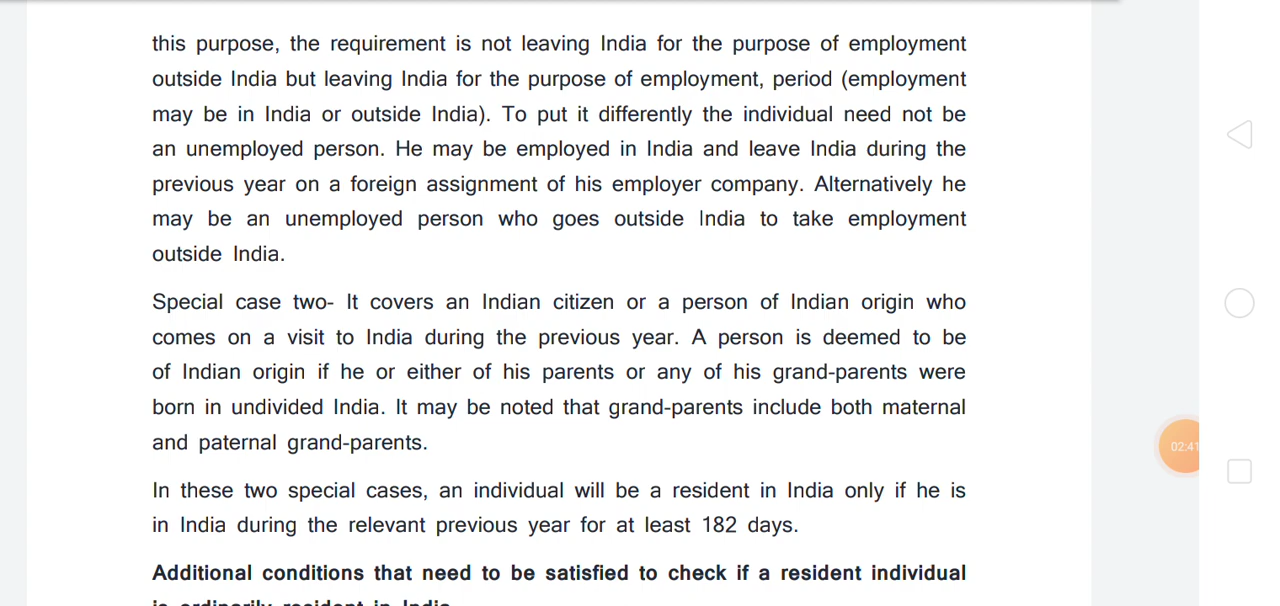 this purpose, the requirement is not leaving India for the purpose of employment
outside India but leaving India for the purpose of employment, period (employment
may be in India or outside India). To put it differently the individual need not be
an unemployed person. He may be employed in India and leave India during the
previous year on a foreign assignment of his employer company. Alternatively he
may be an unemployed person who goes outside India to take employment
outside India.
Special case two- It covers an Indian citizen or a person of Indian origin who
comes on a visit to India during the previous year. A person is deemed to be
of Indian origin if he or either of his parents or any of his grand-parents were
born in undivided India. It may be noted that grand-parents include both maternal
and paternal grand-parents.
02:41
In these two special cases, an individual will be a resident in India only if he is
in India during the relevant previous year for at least 182 days.
Additional conditions that need to be satisfied to check if a resident individual
is ordinarily resident in India